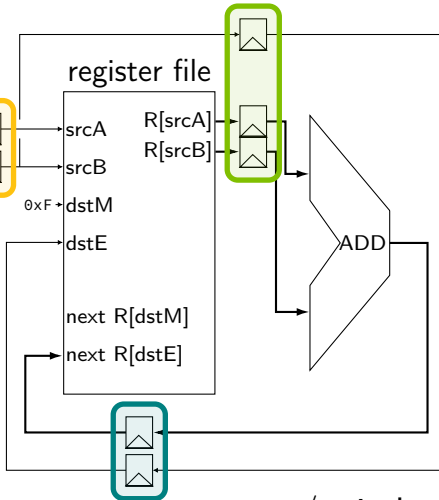 register file
srcA
R[srcA]
R[srcB]
srcB
0xF
dstM
dstE
ADD
next R[dstM]
next R[dstE]